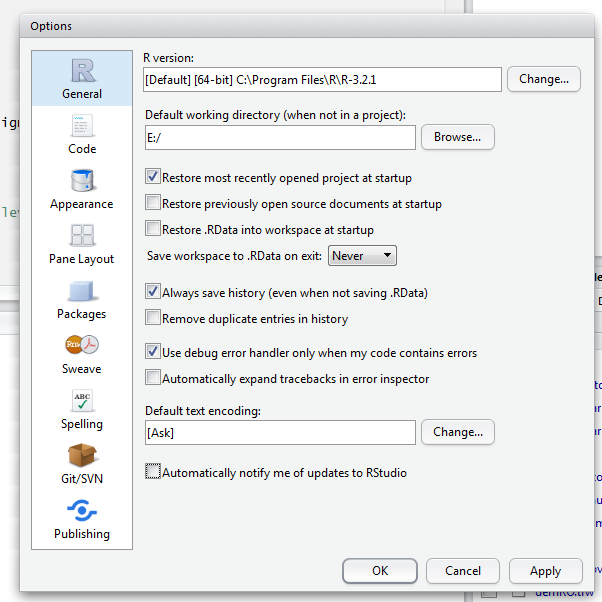 Options
R version:
[Default] [64-bit] C:\Program Files\R\R-3.2.1
Change...
General
Default working directory (when not in a project):
E:/
Browse...
Code
Restore most recently opened project at startup
Appearance
Restore previously open source documents at startup
Restore .RData into workspace at startup
Pane Layout
Save workspace to .RData on exit:
Never
Packages
Always save history (even when not saving .RData)
Remove duplicate entries in history
Sweave
Use debug error handler only when my code contains errors
Automatically expand tracebacks in error inspector
ABC
Spelling
Default text encoding:
[Ask]
Change...
Git/SVN
Automatically notify me of updates to RStudio
Publishing
OK
Cancel
Apply